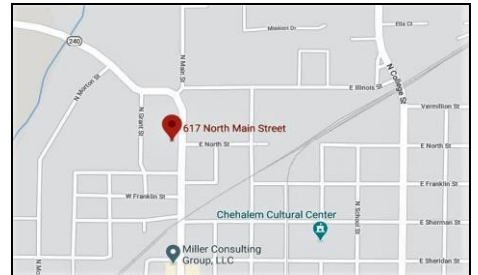 Mission Dr
Ella Ct
240
N Main St
N College St
N Morton St
E Illinois St
Vermillion St
N Grant St
617 North Main Street
E North St
E North St
W Franklin St
E Franklin St
N School St
Chehalem Cultural Center
E Sherman St
Miller Consulting
Group, LLC
E Sheridan St
N Mo